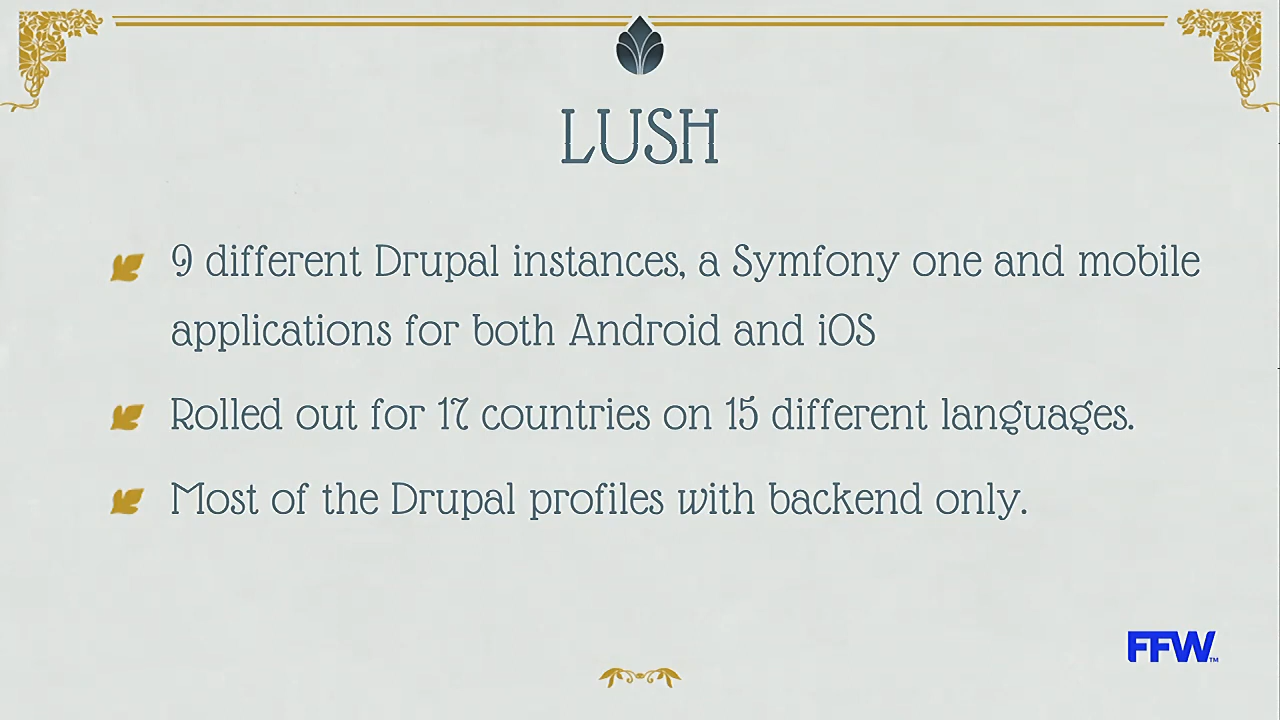 LUSH
9 different Drupal instances, a Symfony one and mobile
applications for both Android and iOS
Rolled out for 17 countries on 15 different languages.
Most of the Drupal profiles with backend only.
FFW™